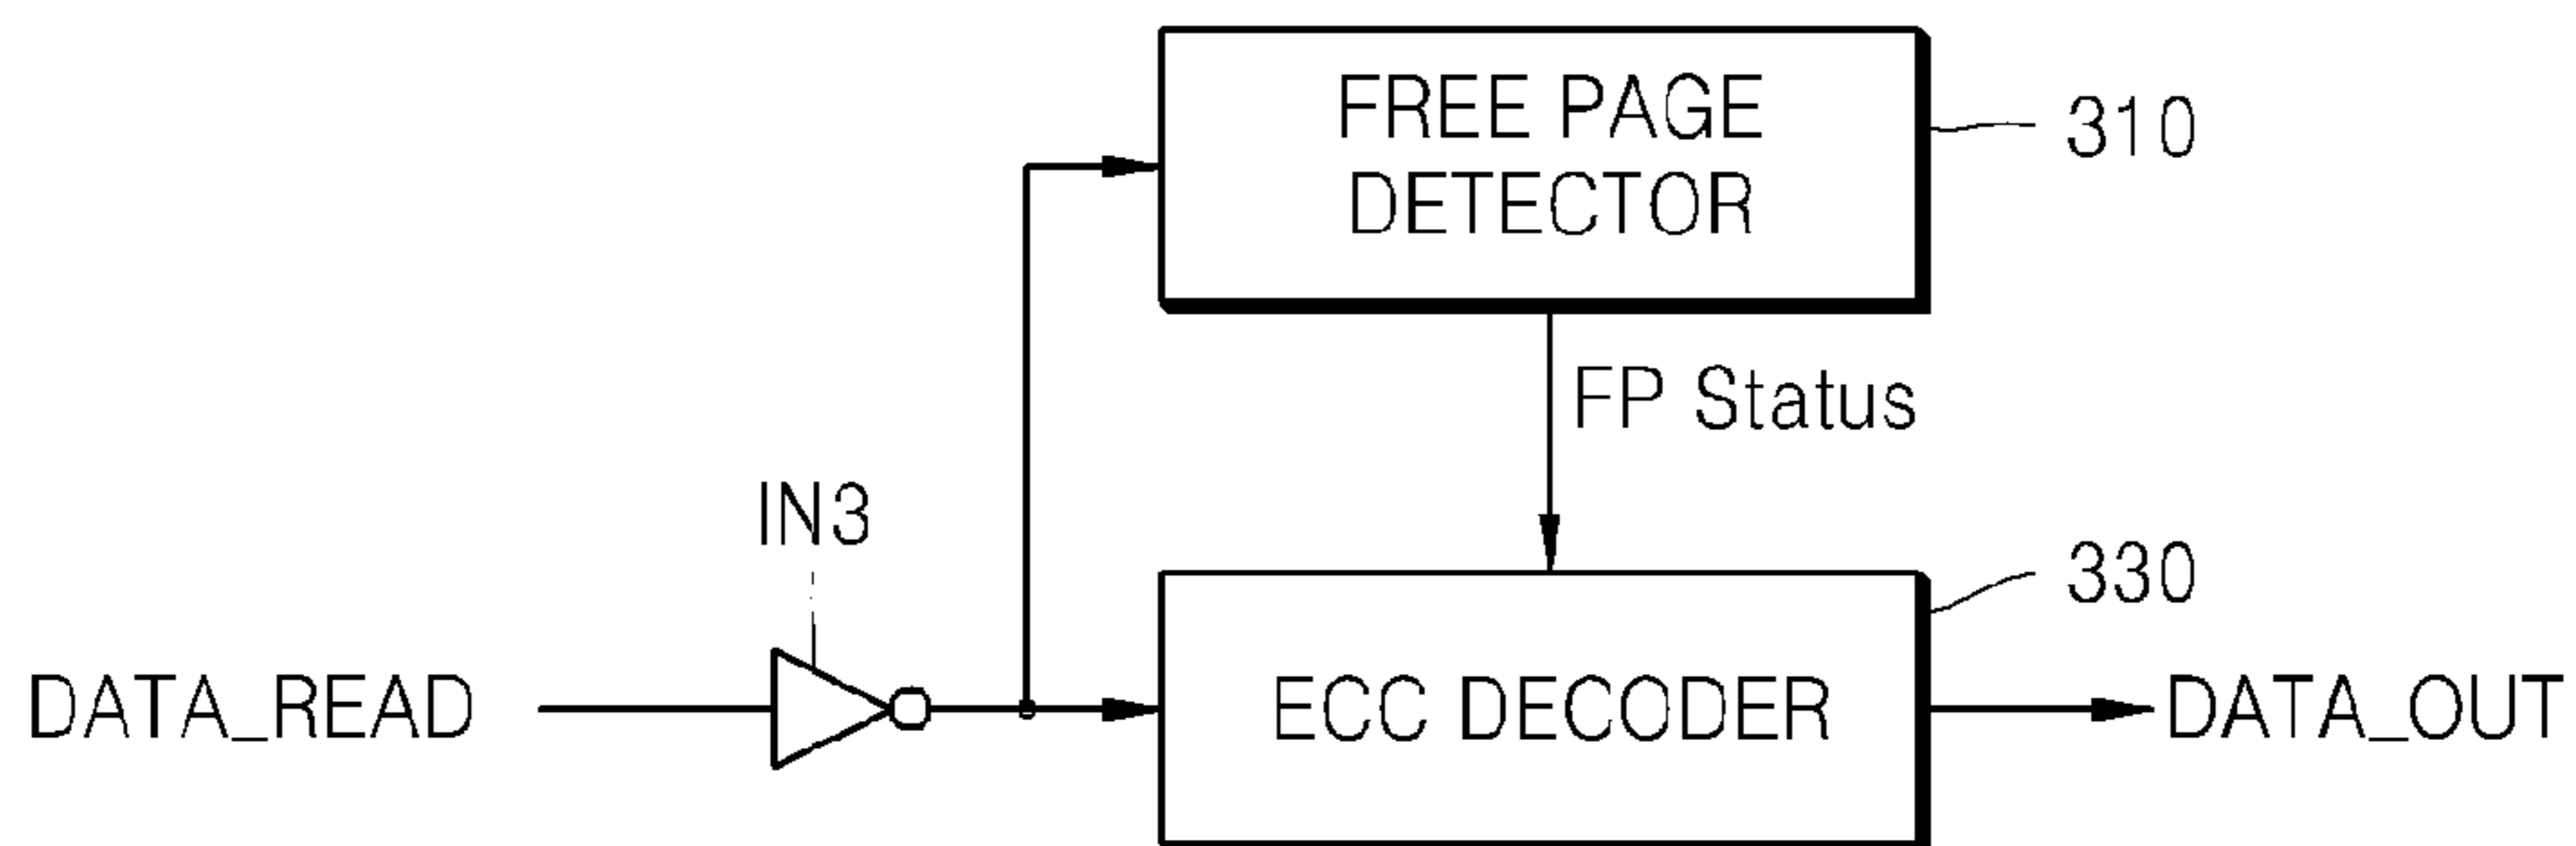 FREE PAGE
DETECTOR
310
FP Status
IN3
330
DATA_READ
ECC DECODER
DATA_OUT